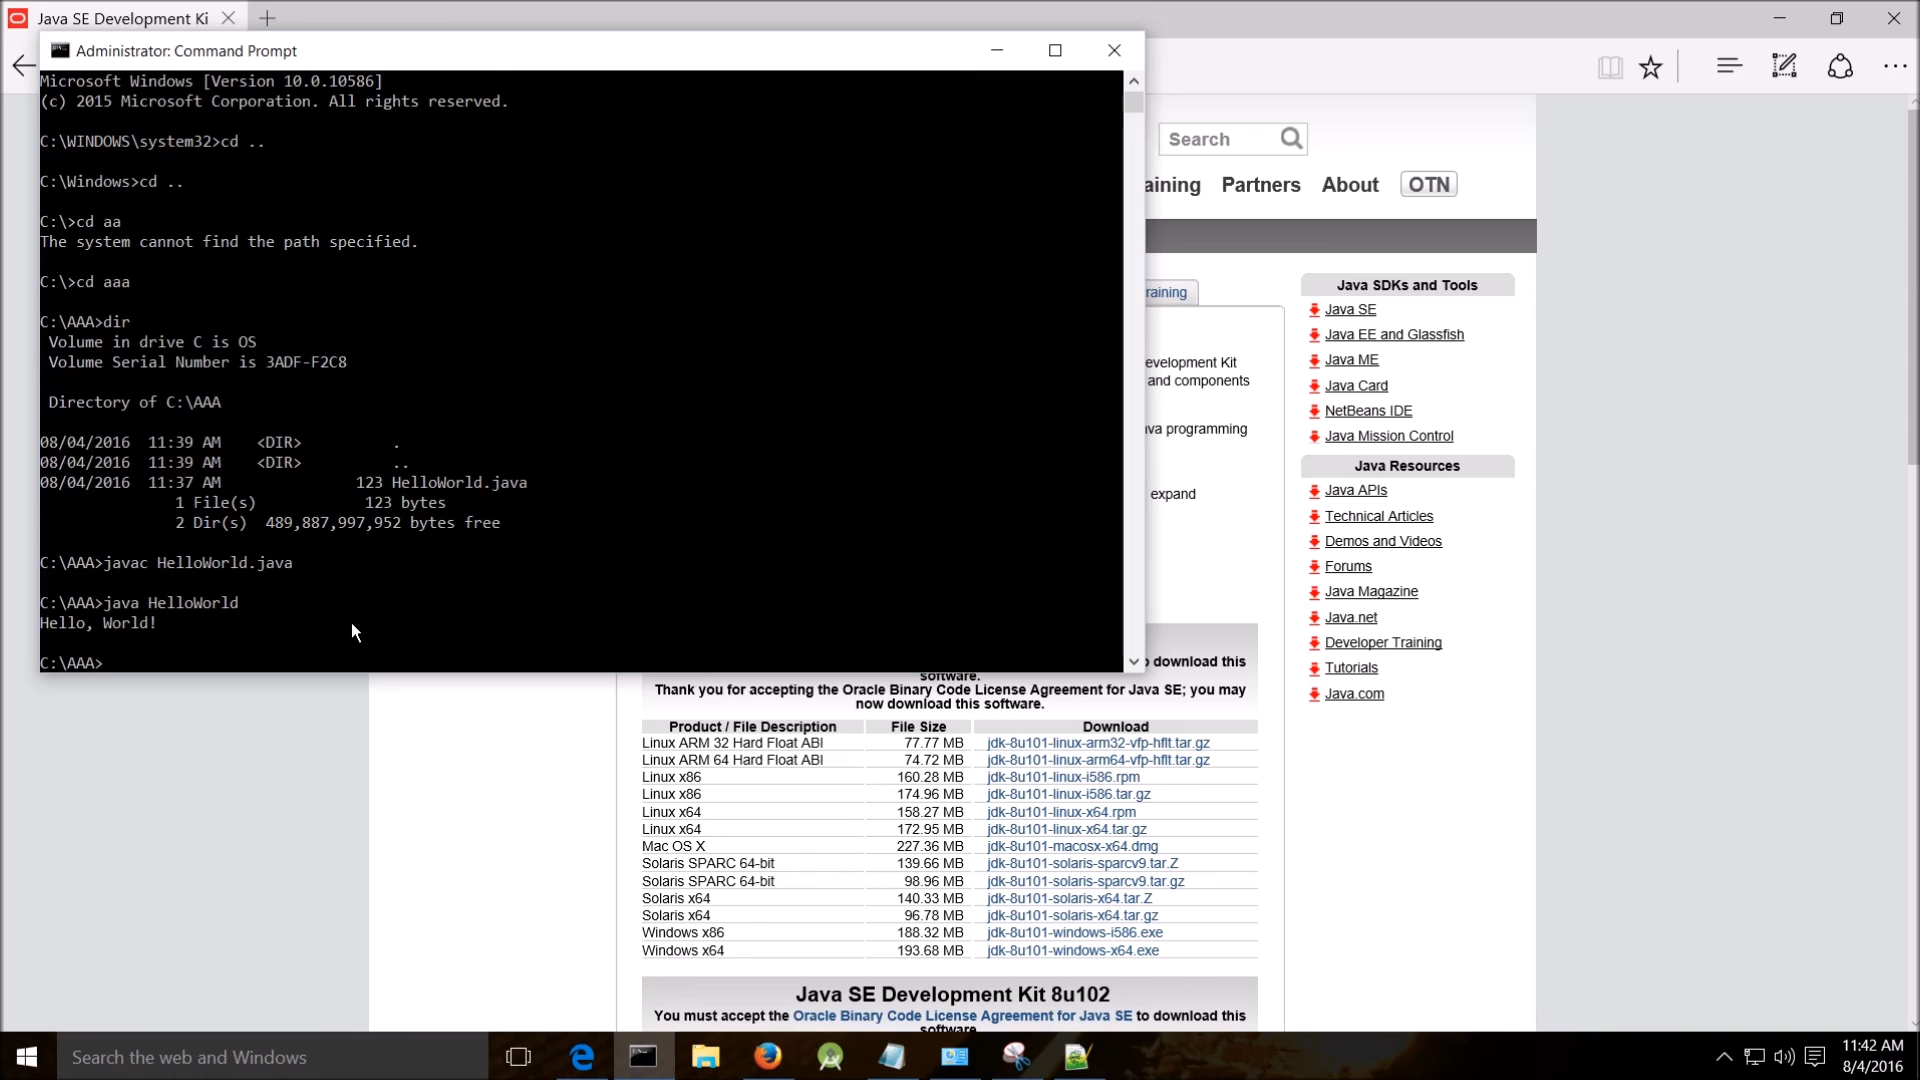 Java SE Development Ki
Administrator: Command Prompt
Microsoft Windows [Version 10.0.10586]
(c) 2015 Microsoft Corporation. All rights reserved.
C:\WINDOWS\system32>cd ..
C:\Windows>cd ..
C:\>cd aa
The system cannot find the path specified.
C:\>cd aaa
C:\AAA>dir
Volume in drive C is OS
Volume Serial Number is 3ADF-F2C8
Directory of C:\AAA
08/04/2016 11:39 AM <DIR> .
08/04/2016 11:39 AM <DIR> ..
08/04/2016 11:37 AM 123 HelloWorld.java
1 File(s) 123 bytes
2 Dir(s) 489,887,997,952 bytes free
C:\AAA>javac HelloWorld.java
C:\AAA>java HelloWorld
Hello, World!
C:\AAA>
Search
aining Partners About OTN
raining
evelopment Kit
and components
va programming
expand
Java SDKs and Tools
Java SE
Java EE and Glassfish
Java ME
Java Card
NetBeans IDE
Java Mission Control
Java Resources
Java APIs
Technical Articles
Demos and Videos
Forums
Java Magazine
Java.net
Developer Training
Tutorials
Java.com
o download this
software.
Thank you for accepting the Oracle Binary Code License Agreement for Java SE; you may
now download this software.
Product / File Description File Size Download
Linux ARM 32 Hard Float ABI 77.77 MB jdk-8u101-linux-arm32-vfp-hflt.tar.gz
Linux ARM 64 Hard Float ABI 74.72 MB jdk-8u101-linux-arm64-vfp-hflt.tar.gz
Linux x86 160.28 MB jdk-8u101-linux-i586.rpm
Linux x86 174.96 MB jdk-8u101-linux-i586.tar.gz
Linux x64 158.27 MB jdk-8u101-linux-x64.rpm
Linux x64 172.95 MB jdk-8u101-linux-x64.tar.gz
Mac OS X 227.36 MB jdk-8u101-macosx-x64.dmg
Solaris SPARC 64-bit 139.66 MB jdk-8u101-solaris-sparcv9.tar.Z
Solaris SPARC 64-bit 98.96 MB jdk-8u101-solaris-sparcv9.tar.gz
Solaris x64 140.33 MB jdk-8u101-solaris-x64.tar.Z
Solaris x64 96.78 MB jdk-8u101-solaris-x64.tar.gz
Windows x86 188.32 MB jdk-8u101-windows-i586.exe
Windows x64 193.68 MB jdk-8u101-windows-x64.exe
Java SE Development Kit 8u102
You must accept the Oracle Binary Code License Agreement for Java SE to download this
software.
Search the web and Windows
11:42 AM
8/4/2016